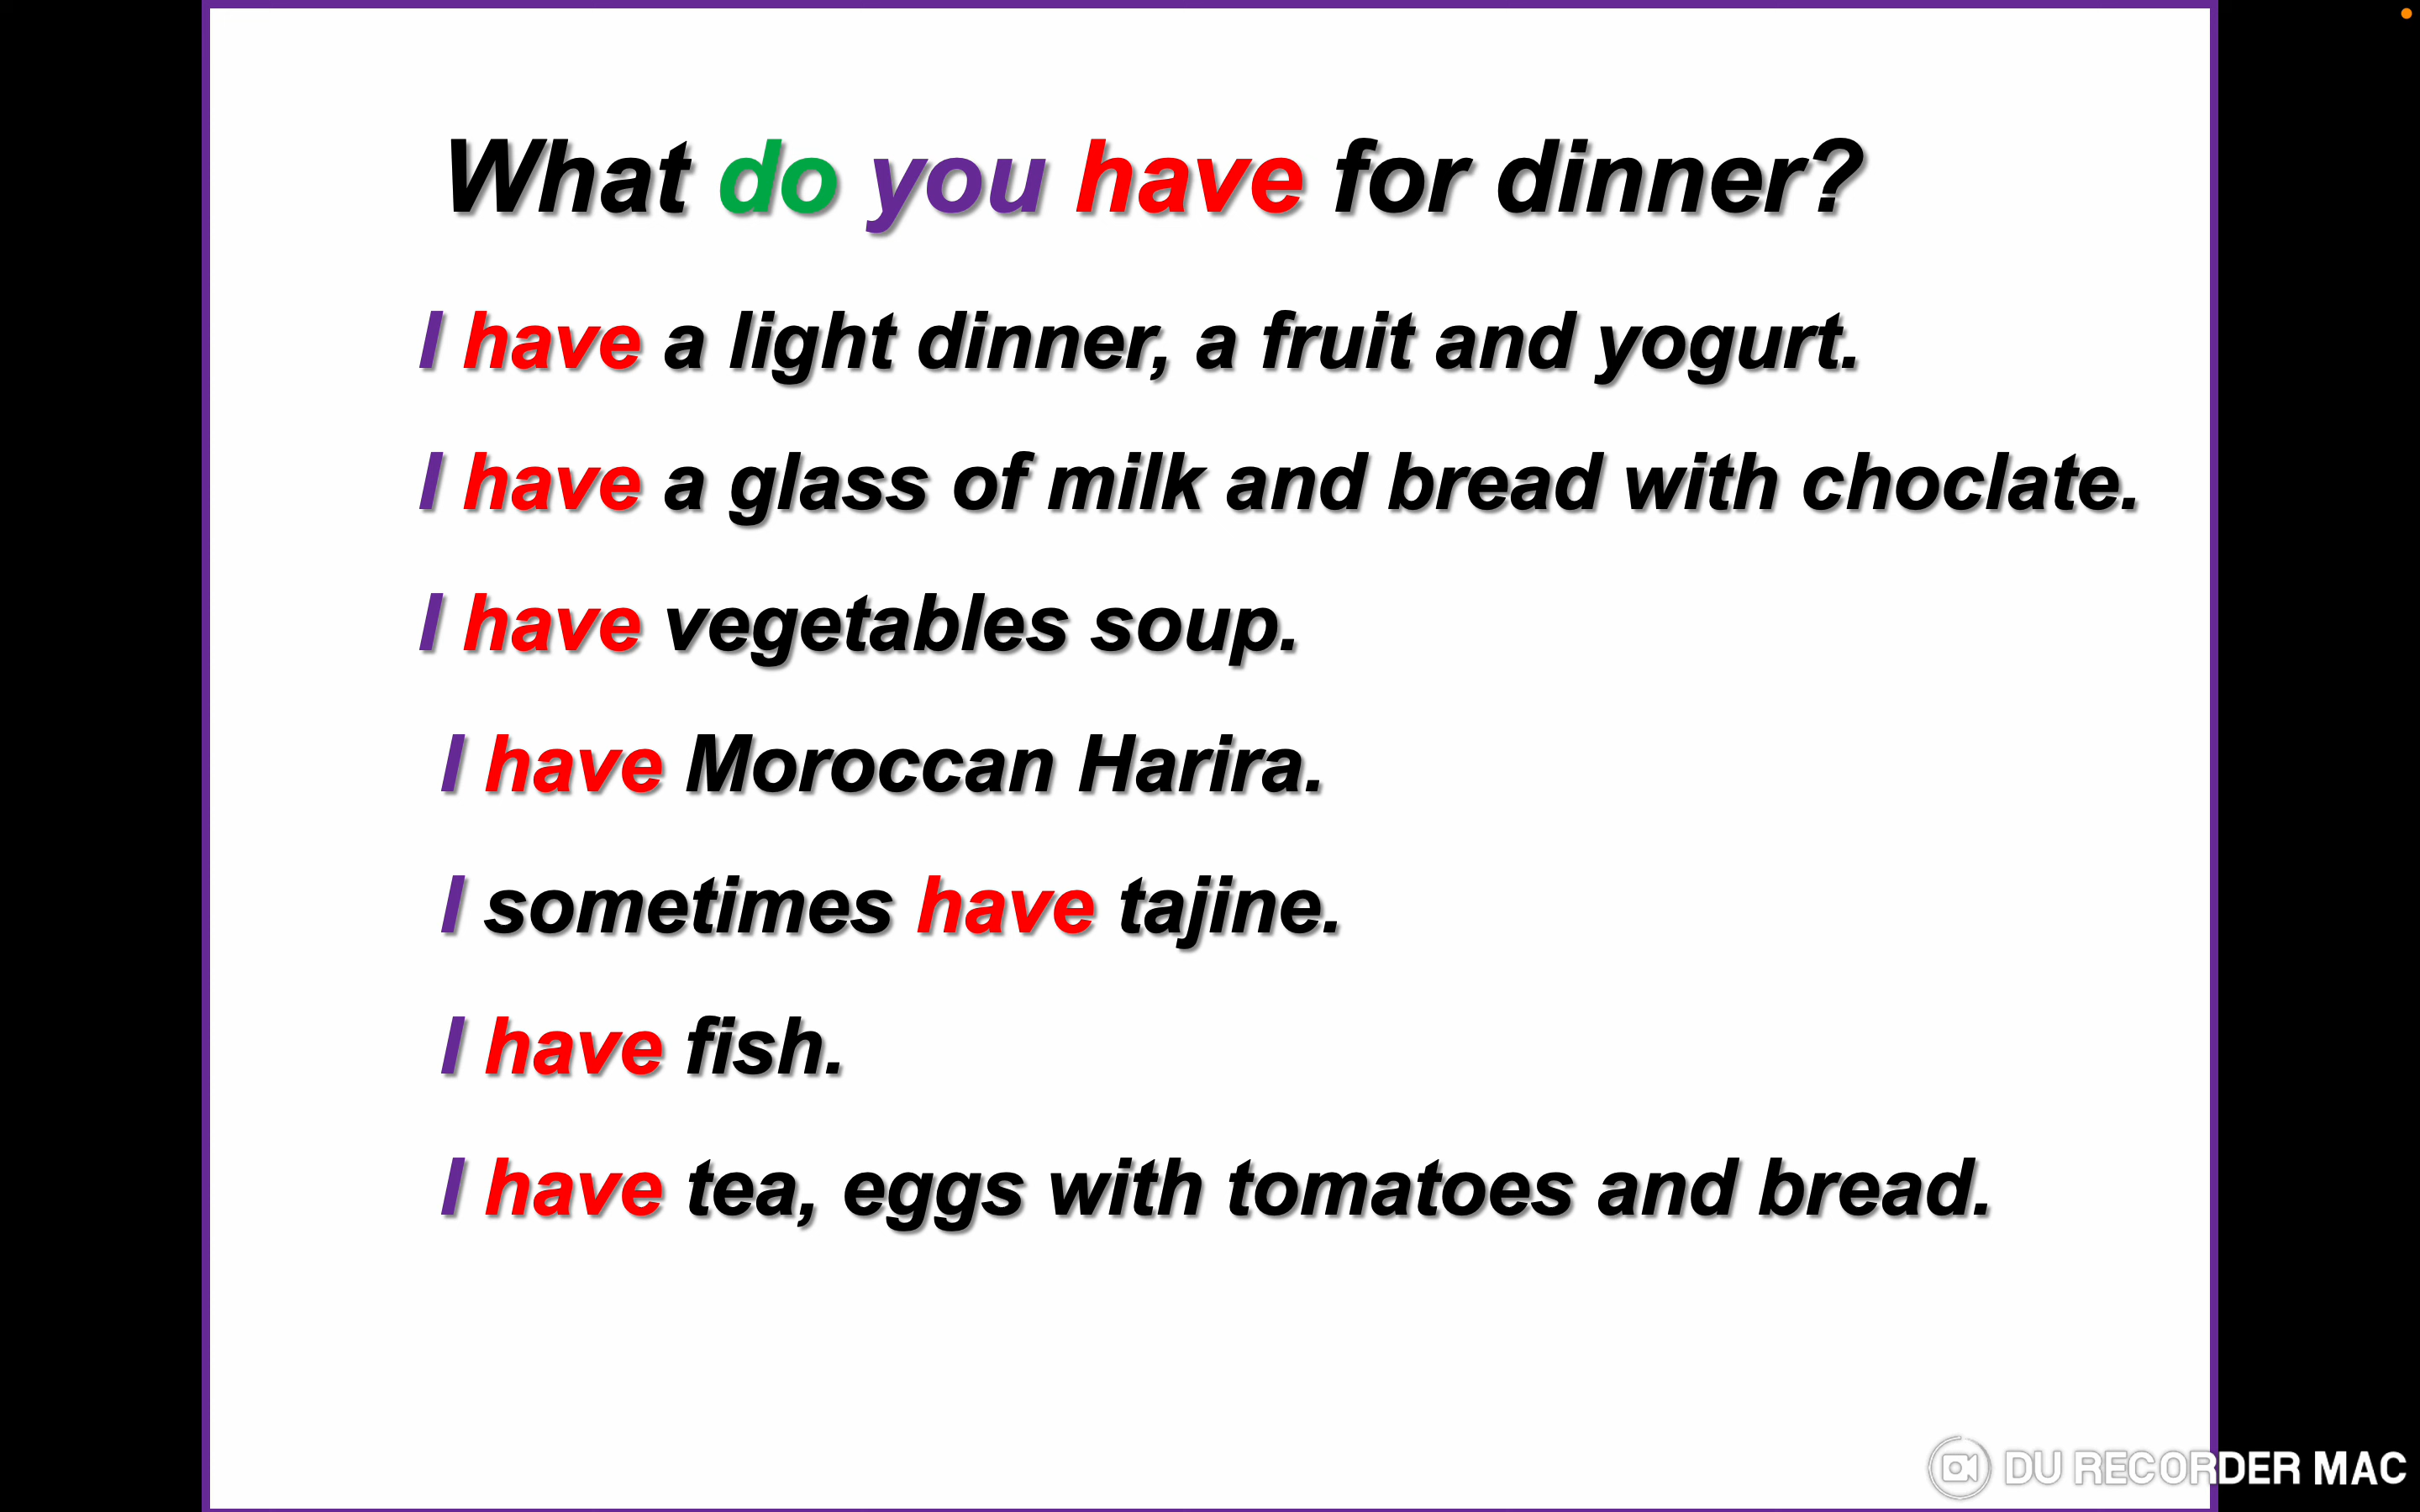 What do you have for dinner?
I have a light dinner, a fruit and yogurt.
I have a glass of milk and bread with choclate.
I have vegetables soup.
I have Moroccan Harira.
I sometimes have tajine.
I have fish.
I have tea, eggs with tomatoes and bread.
DU RECORDER MAC